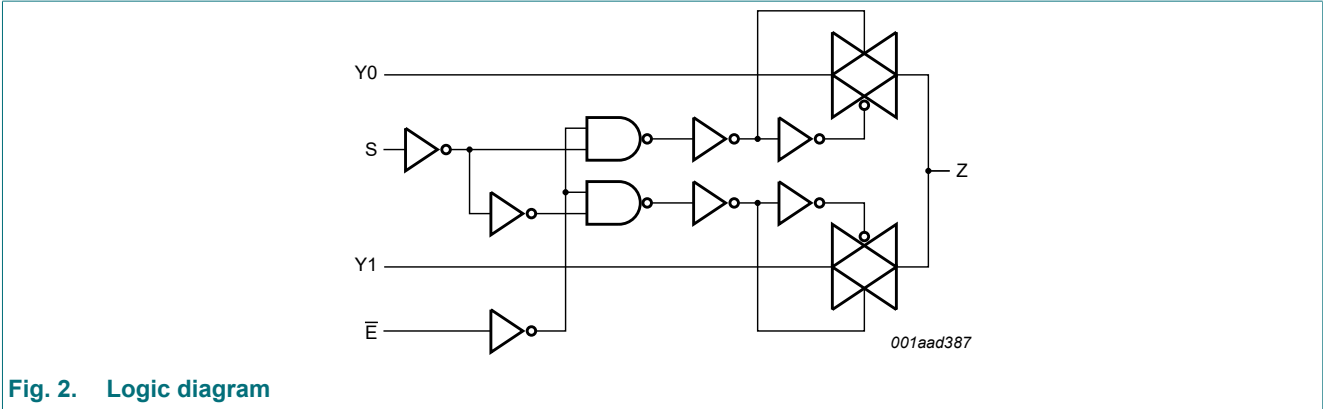 Y0
S
Z
Y1
E̅
001aad387
Fig. 2. Logic diagram